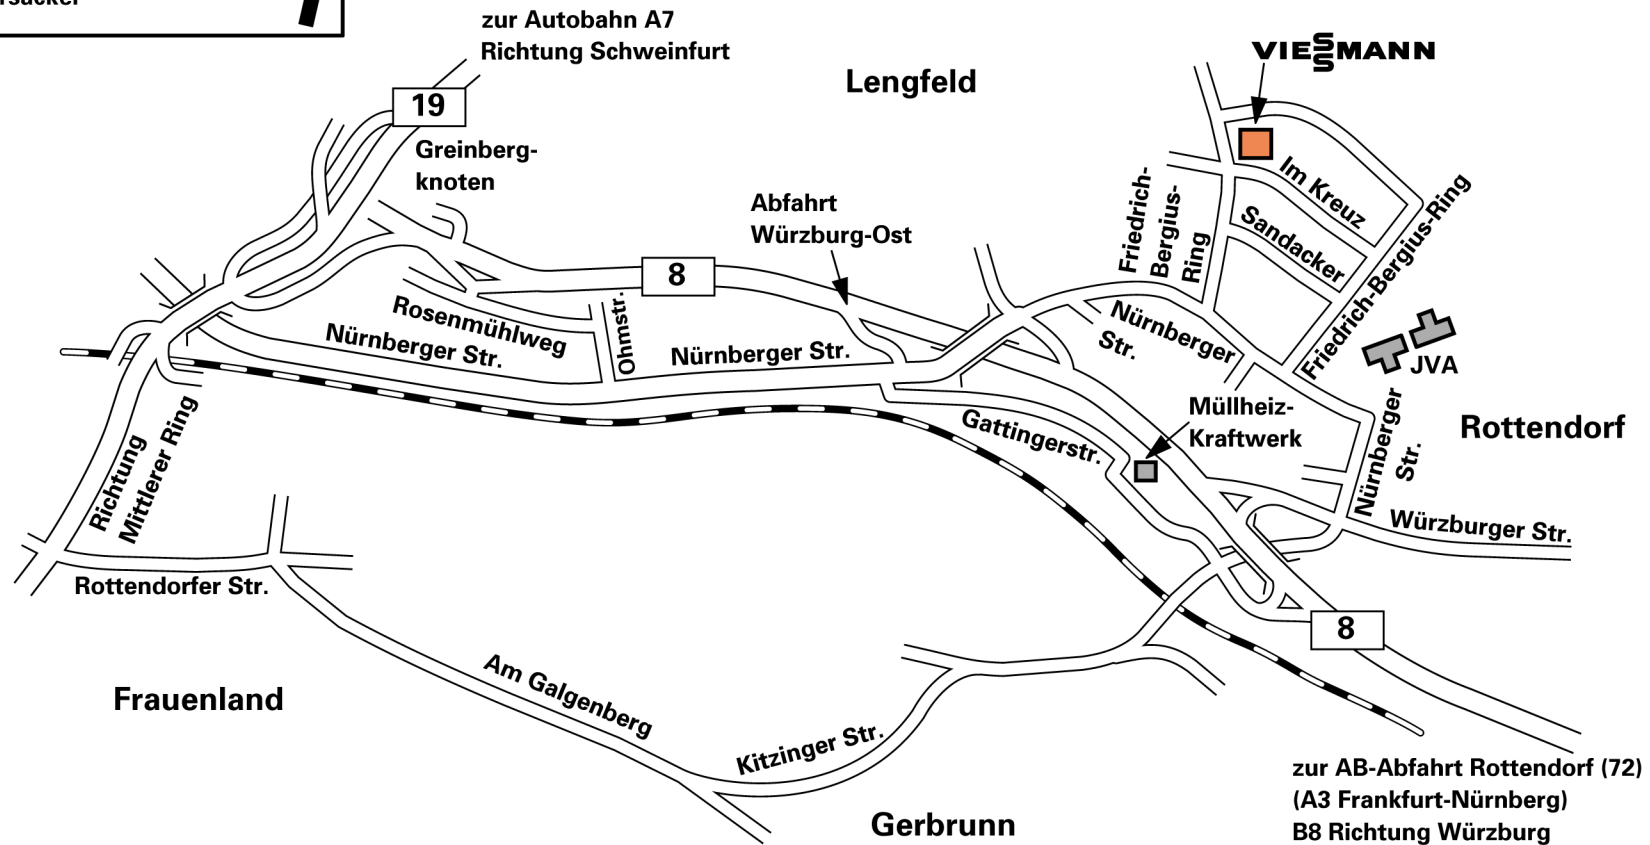 zur Autobahn A7
Richtung Schweinfurt
VIESSMANN
Lengfeld
19
Greinberg-
knoten
Abfahrt
Würzburg-Ost
8
Im Kreuz
Sandacker
Friedrich-
Bergius-
Ring
Friedrich-Bergius-Ring
Rosenmühlweg
Nürnberger Str.
Ohmstr.
Nürnberger Str.
Nürnberger
Str.
JVA
Müllheiz-
Kraftwerk
Rottendorf
Gattingerstr.
Nürnberger
Str.
Würzburger Str.
Richtung
Mittlerer Ring
Rottendorfer Str.
8
Am Galgenberg
Frauenland
Kitzinger Str.
Gerbrunn
zur AB-Abfahrt Rottendorf (72)
(A3 Frankfurt-Nürnberg)
B8 Richtung Würzburg